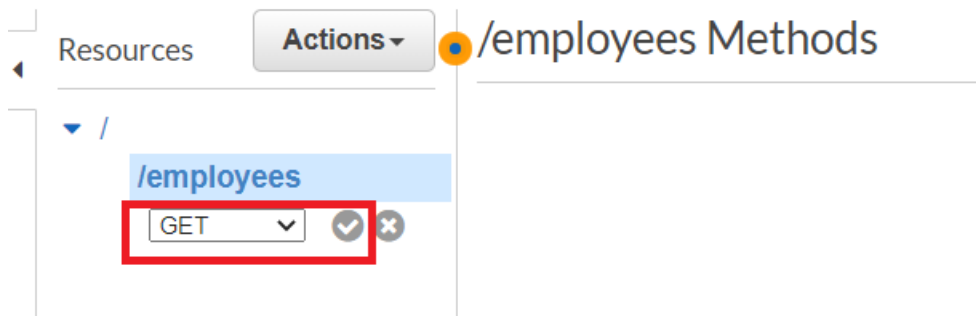 Resources
Actions
/employees Methods
/
/employees
GET